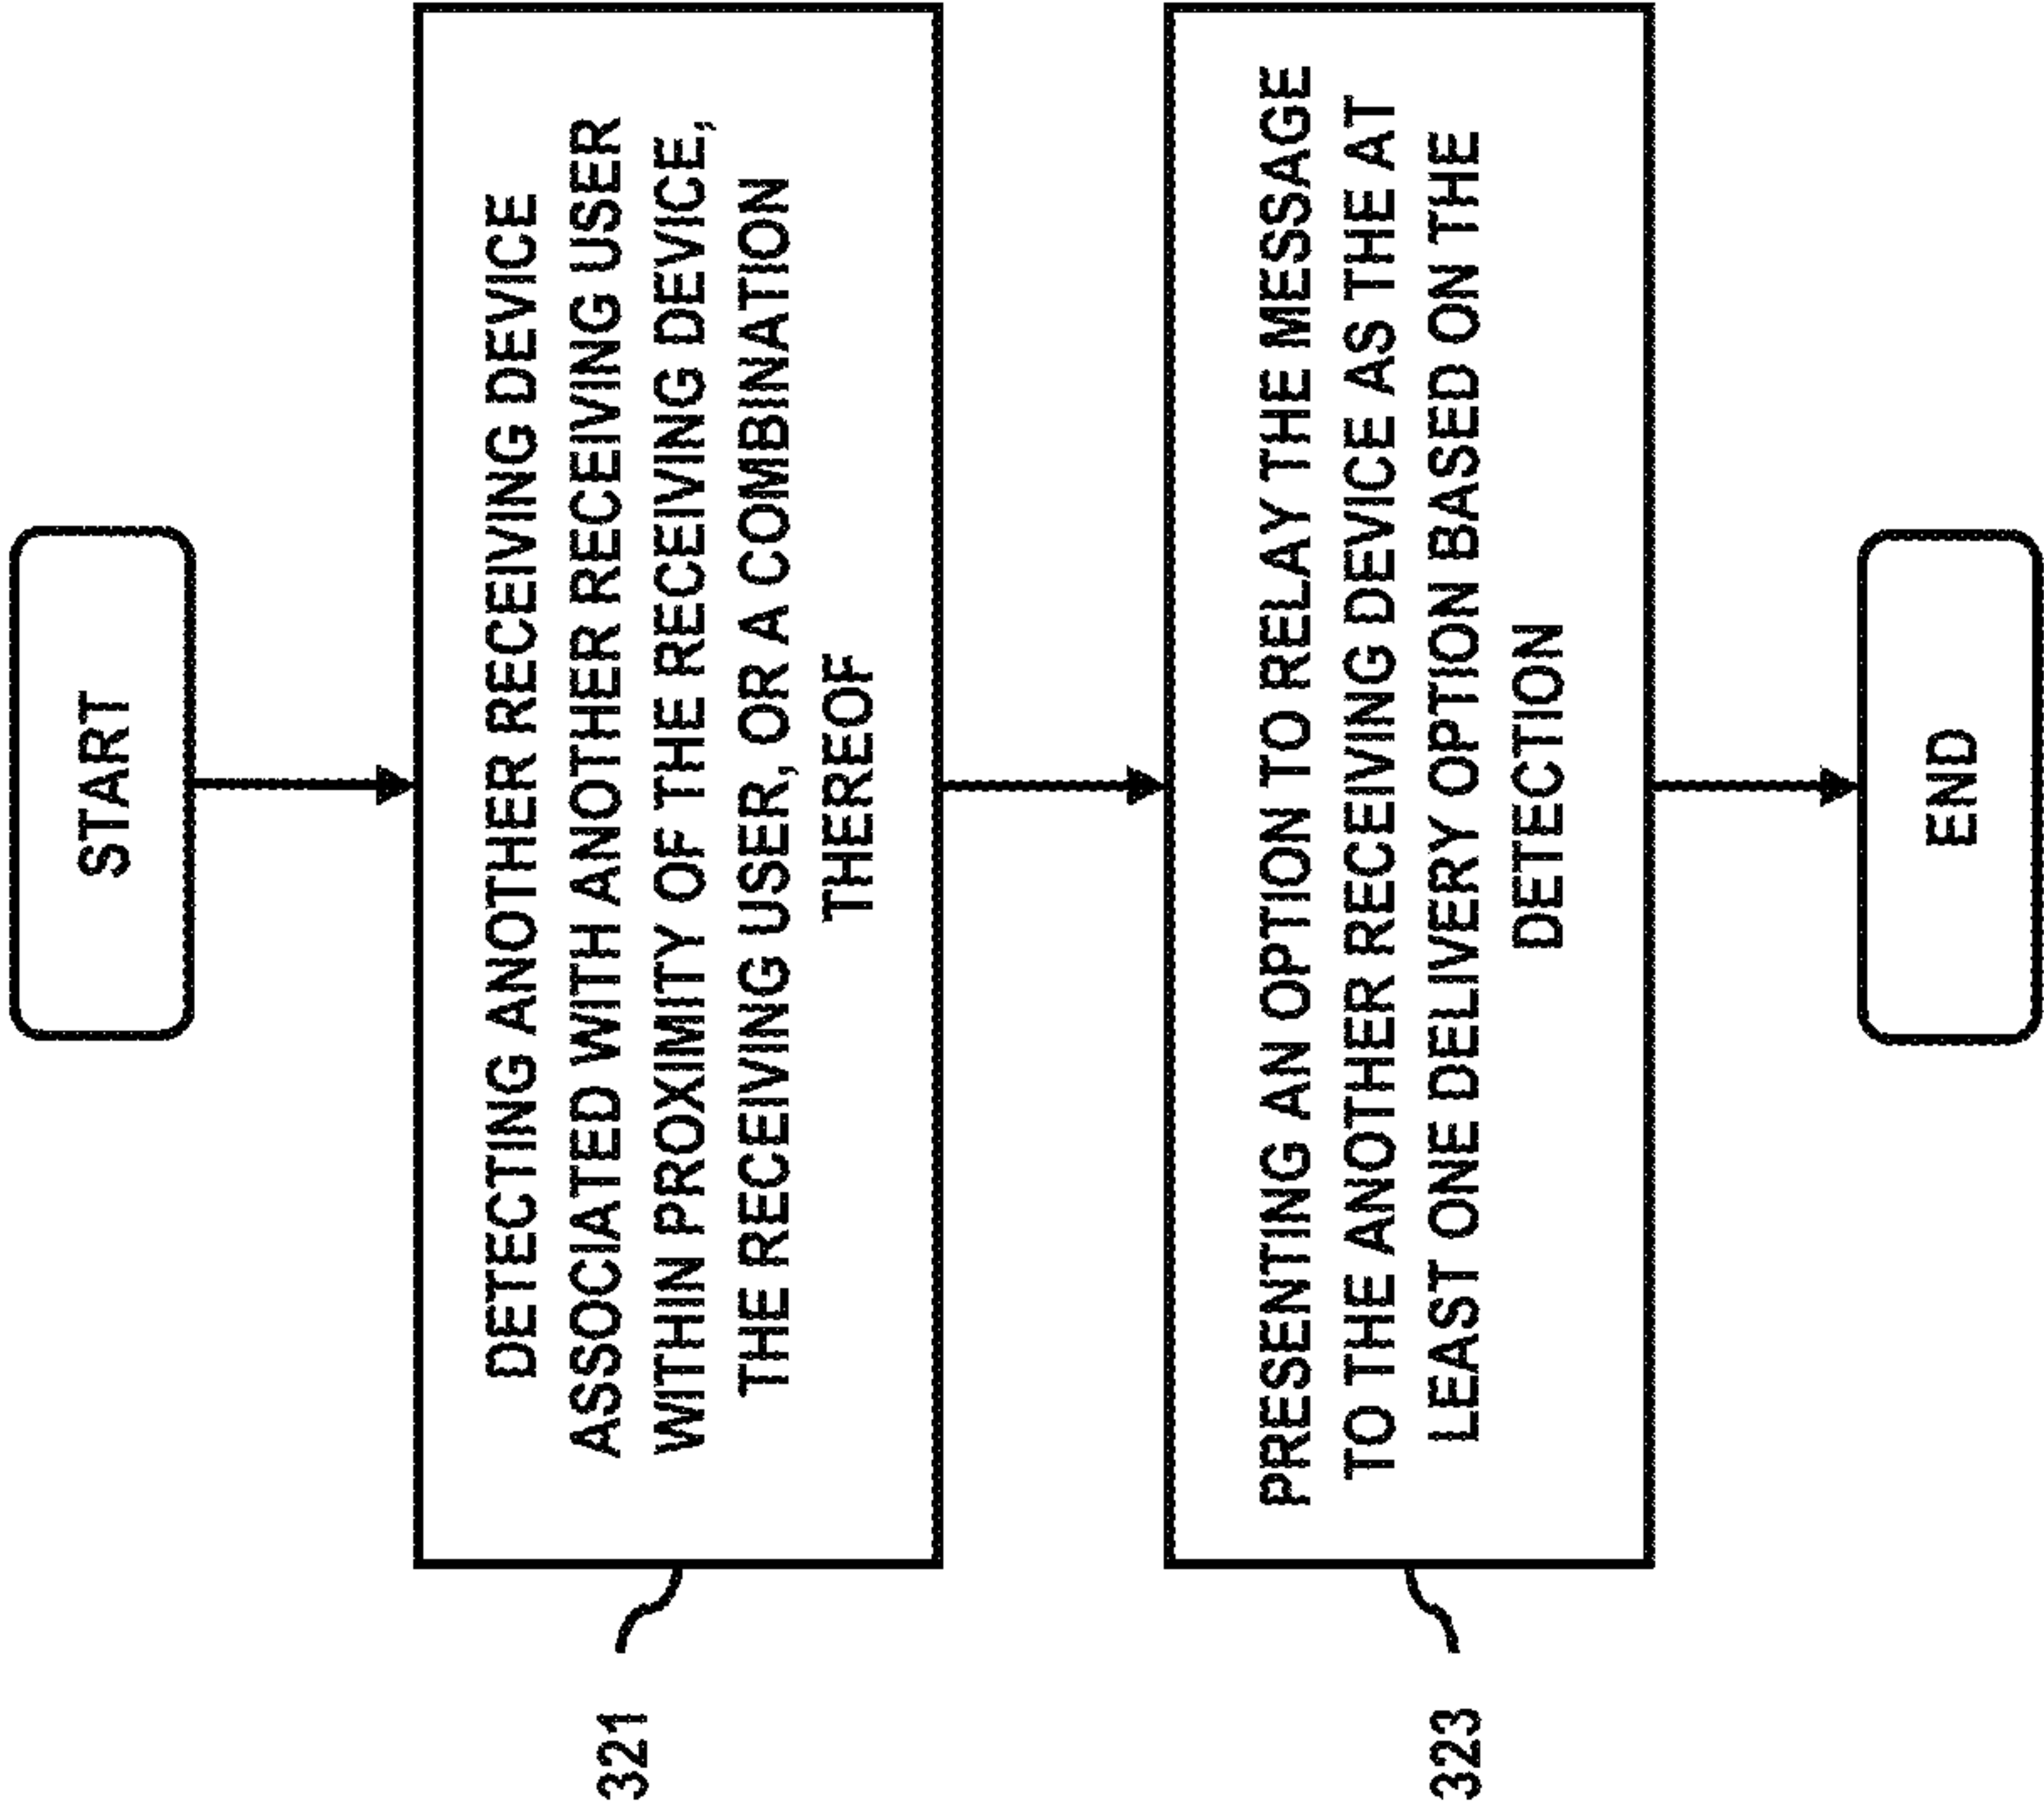 START
DETECTING ANOTHER RECEIVING DEVICE
ASSOCIATED WITH ANOTHER RECEIVING USER
WITHIN PROXIMITY OF THE RECEIVING DEVICE,
THE RECEIVING USER, OR A COMBINATION
THEREOF
321
PRESENTING AN OPTION TO RELAY THE MESSAGE
TO THE ANOTHER RECEIVING DEVICE AS THE AT
LEAST ONE DELIVERY OPTION BASED ON THE
DETECTION
323
END